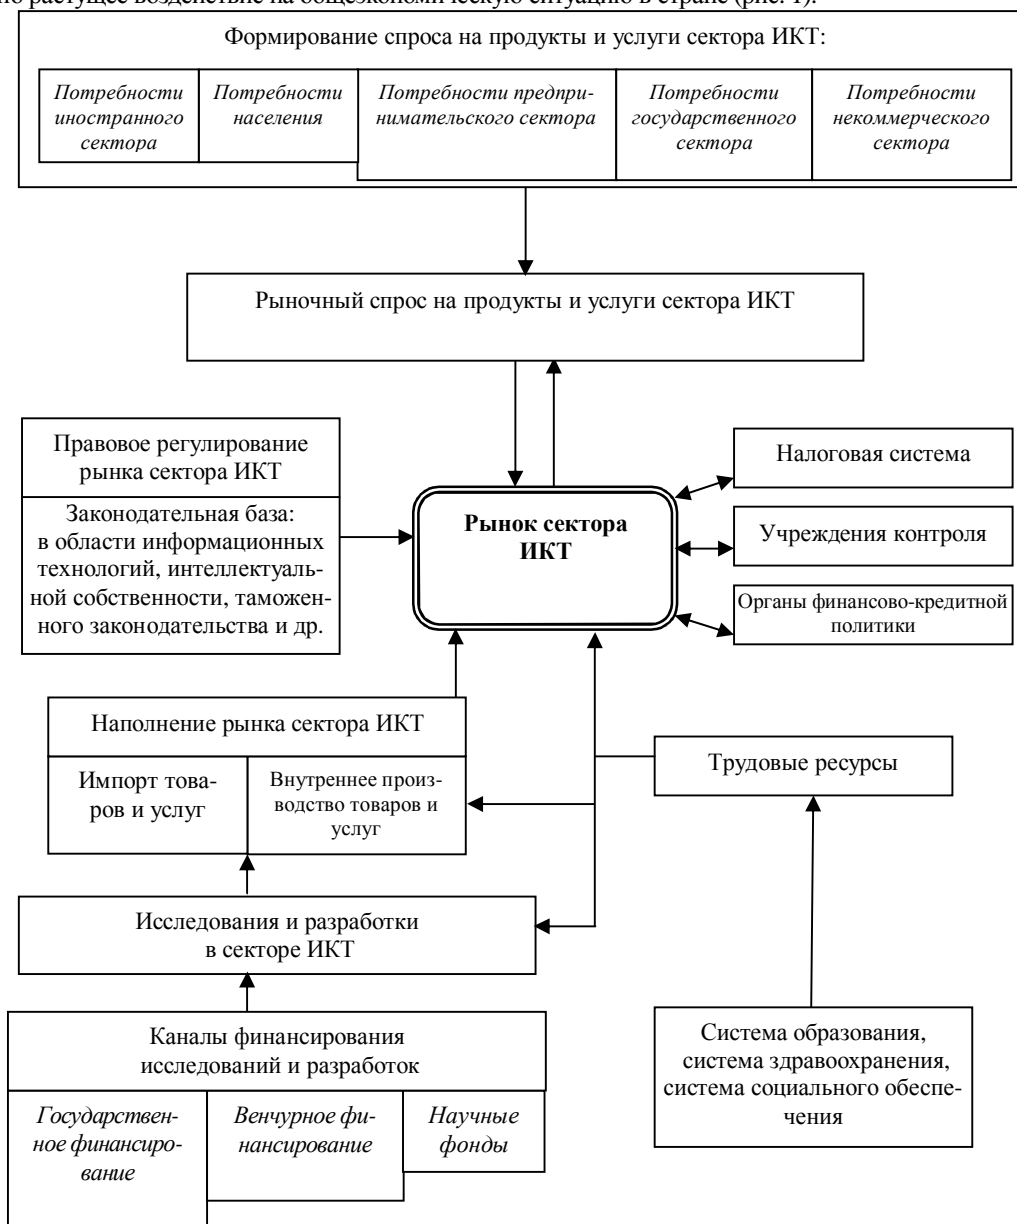 но растущее воздействие на общеэкономическую ситуацию в стране (рис. 1).
Формирование спроса на продукты и услуги сектора ИКТ:
Потребности
иностранного
сектора
Потребности
населения
Потребности предпри-
нимательского сектора
Потребности
государственного
сектора
Потребности
некоммерческого
сектора
Рыночный спрос на продукты и услуги сектора ИКТ
Правовое регулирование
рынка сектора ИКТ
Законодательная база:
в области информационных
технологий, интеллектуаль-
ной собственности, таможен-
ного законодательства и др.
Рынок сектора
ИКТ
Налоговая система
Учреждения контроля
Органы финансово-кредитной
политики
Наполнение рынка сектора ИКТ
Импорт това-
ров и услуг
Внутреннее произ-
водство товаров и
услуг
Трудовые ресурсы
Исследования и разработки
в секторе ИКТ
Каналы финансирования
исследований и разработок
Государствен-
ное финансиро-
вание
Венчурное фи-
нансирование
Научные
фонды
Система образования,
система здравоохранения,
система социального обеспе-
чения